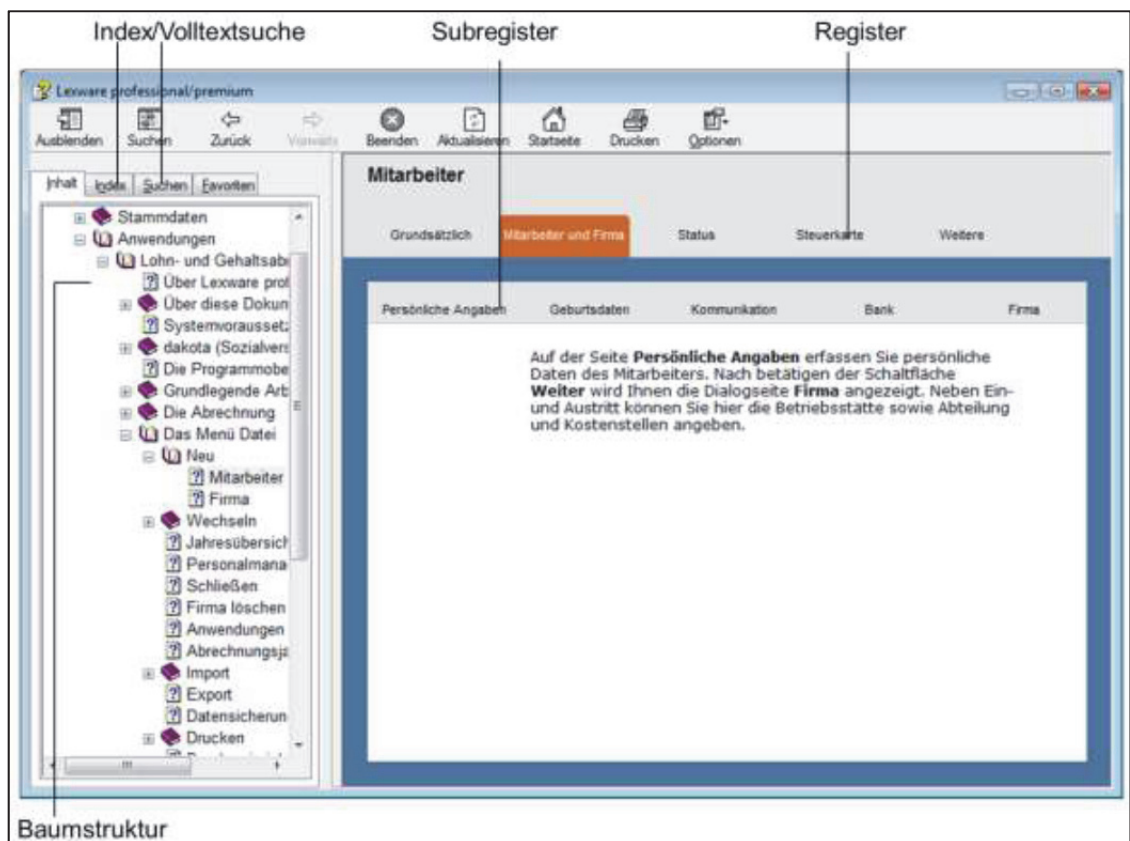 Index/Volltextsuche Subregister Register
Lexware professional/premium
Ausblenden Suchen Zurück Vorwärts Beenden Aktualisieren Startseite Drucken Optionen
Inhalt Index Suchen Favoriten
Stammdaten
Anwendungen
Lohn- und Gehaltsab
Über Lexware prof
Über diese Dokun
Systemvoraussetz
dakota (Sozialvers
Die Programmobe
Grundlegende Arb
Die Abrechnung
Das Menü Datei
Neu
Mitarbeiter
Firma
Wechseln
Jahresübersich
Personalmana
Schließen
Firma löschen
Anwendungen
Abrechnungsja
Import
Export
Datensicherun
Drucken
Mitarbeiter
Grundsätzlich Mitarbeiter und Firma Status Steuerkarte Weitere
Persönliche Angaben Geburtsdaten Kommunikation Bank Firma
Auf der Seite Persönliche Angaben erfassen Sie persönliche
Daten des Mitarbeiters. Nach betätigen der Schaltfläche
Weiter wird Ihnen die Dialogseite Firma angezeigt. Neben Ein-
und Austritt können Sie hier die Betriebsstätte sowie Abteilung
und Kostenstellen angeben.
Baumstruktur